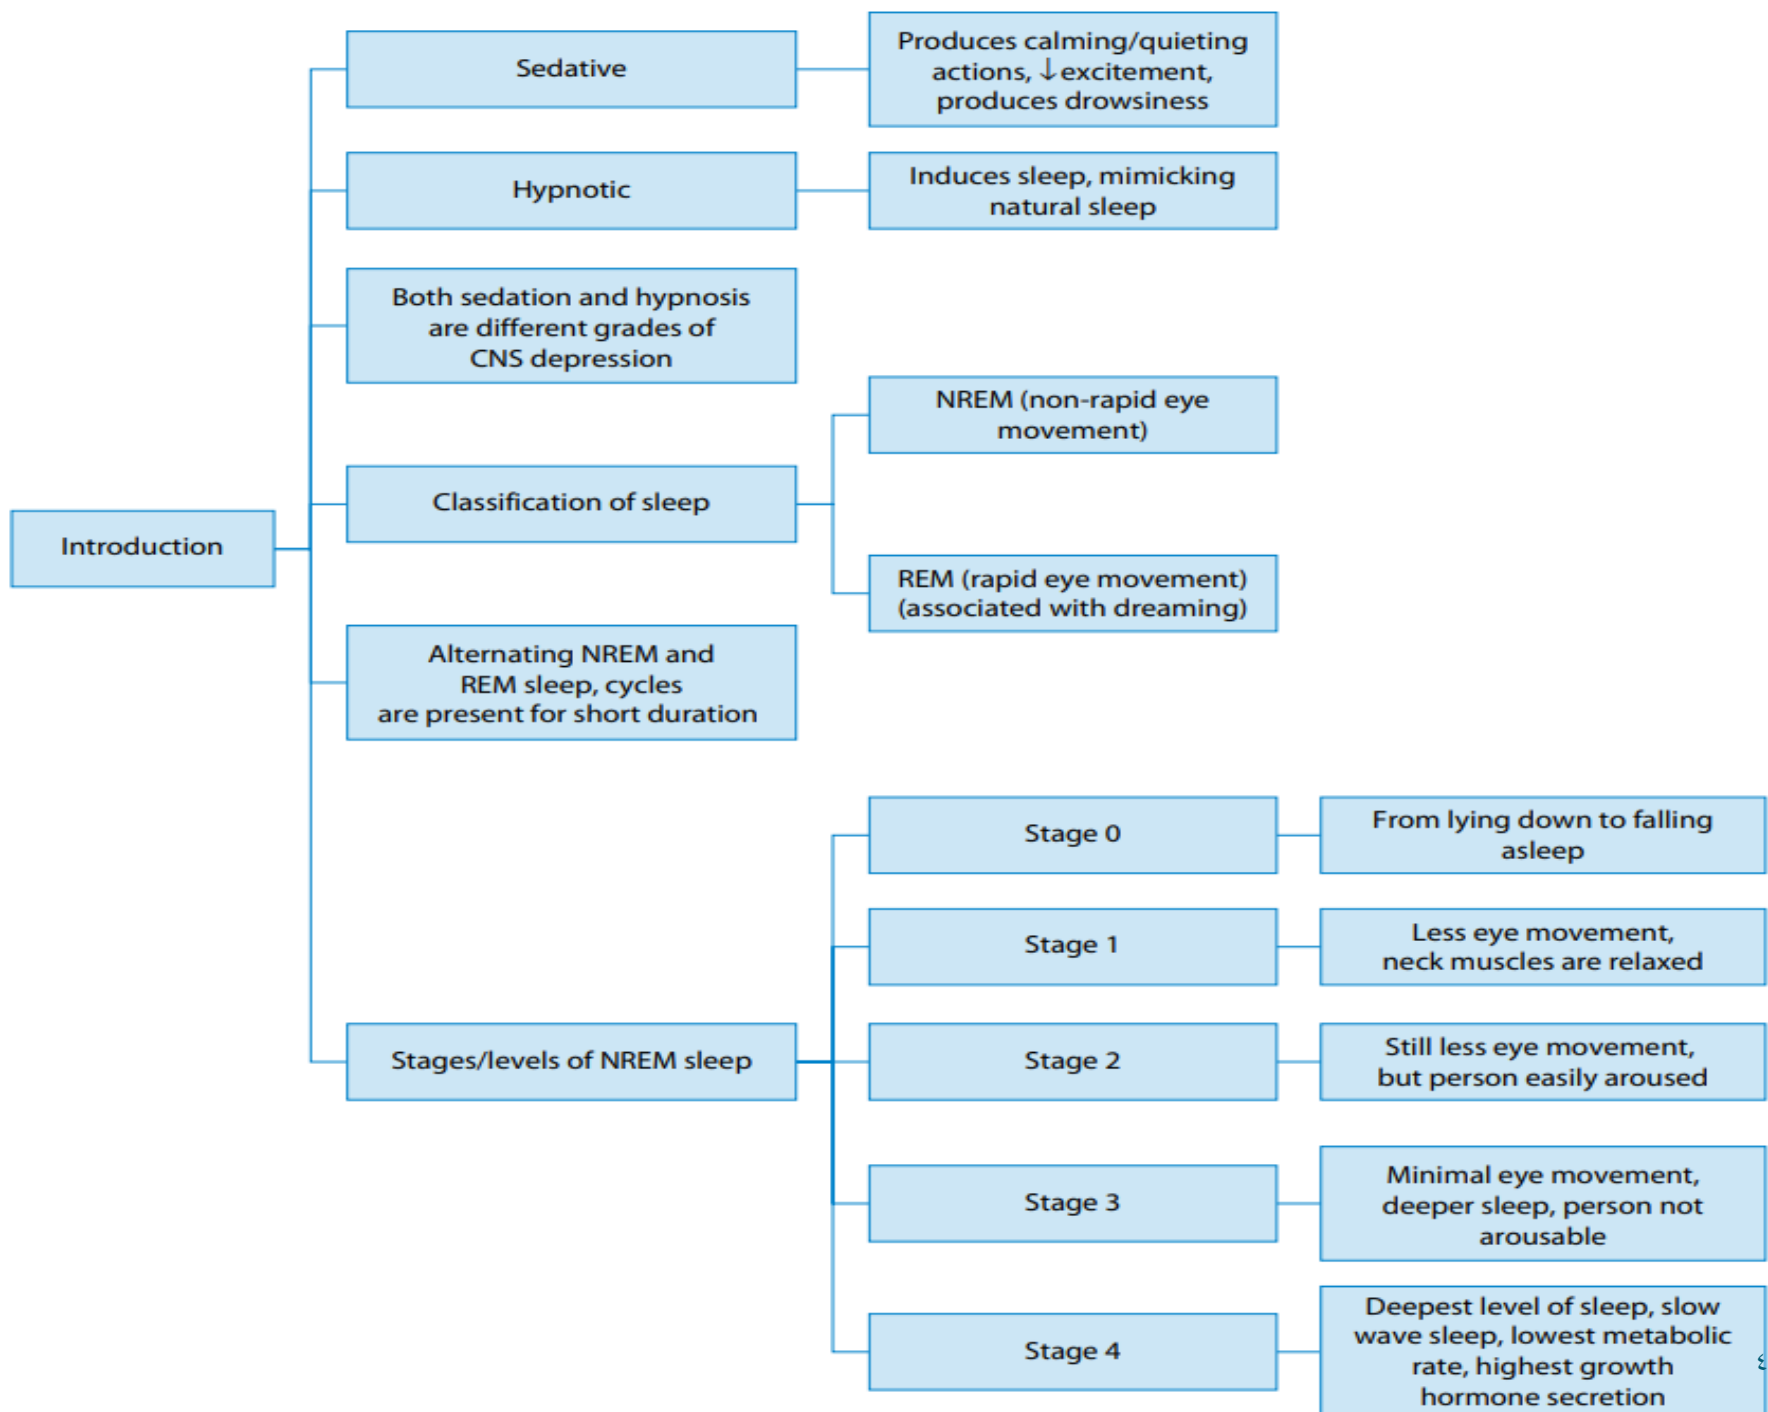 Introduction
Sedative
Produces calming/quieting
actions, ↓excitement,
produces drowsiness
Hypnotic
Induces sleep, mimicking
natural sleep
Both sedation and hypnosis
are different grades of
CNS depression
Classification of sleep
NREM (non-rapid eye
movement)
REM (rapid eye movement)
(associated with dreaming)
Alternating NREM and
REM sleep, cycles
are present for short duration
Stages/levels of NREM sleep
Stage 0
From lying down to falling
asleep
Stage 1
Less eye movement,
neck muscles are relaxed
Stage 2
Still less eye movement,
but person easily aroused
Stage 3
Minimal eye movement,
deeper sleep, person not
arousable
Stage 4
Deepest level of sleep, slow
wave sleep, lowest metabolic
rate, highest growth
hormone secretion